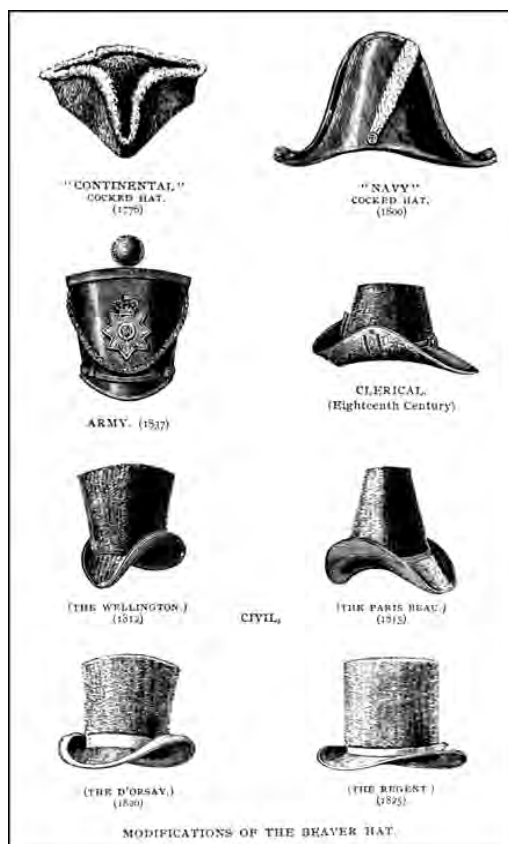 "CONTINENTAL"
COCKED HAT.
(1776)
"NAVY"
COCKED HAT.
(1800)
ARMY. (1837)
CLERICAL.
(Eighteenth Century)
(THE WELLINGTON.)
(1812)
CIVIL,
(THE PARIS BEAU.)
(1815)
(THE D'ORSAY.)
(1820)
(THE REGENT)
(1825)
MODIFICATIONS OF THE BEAVER HAT.